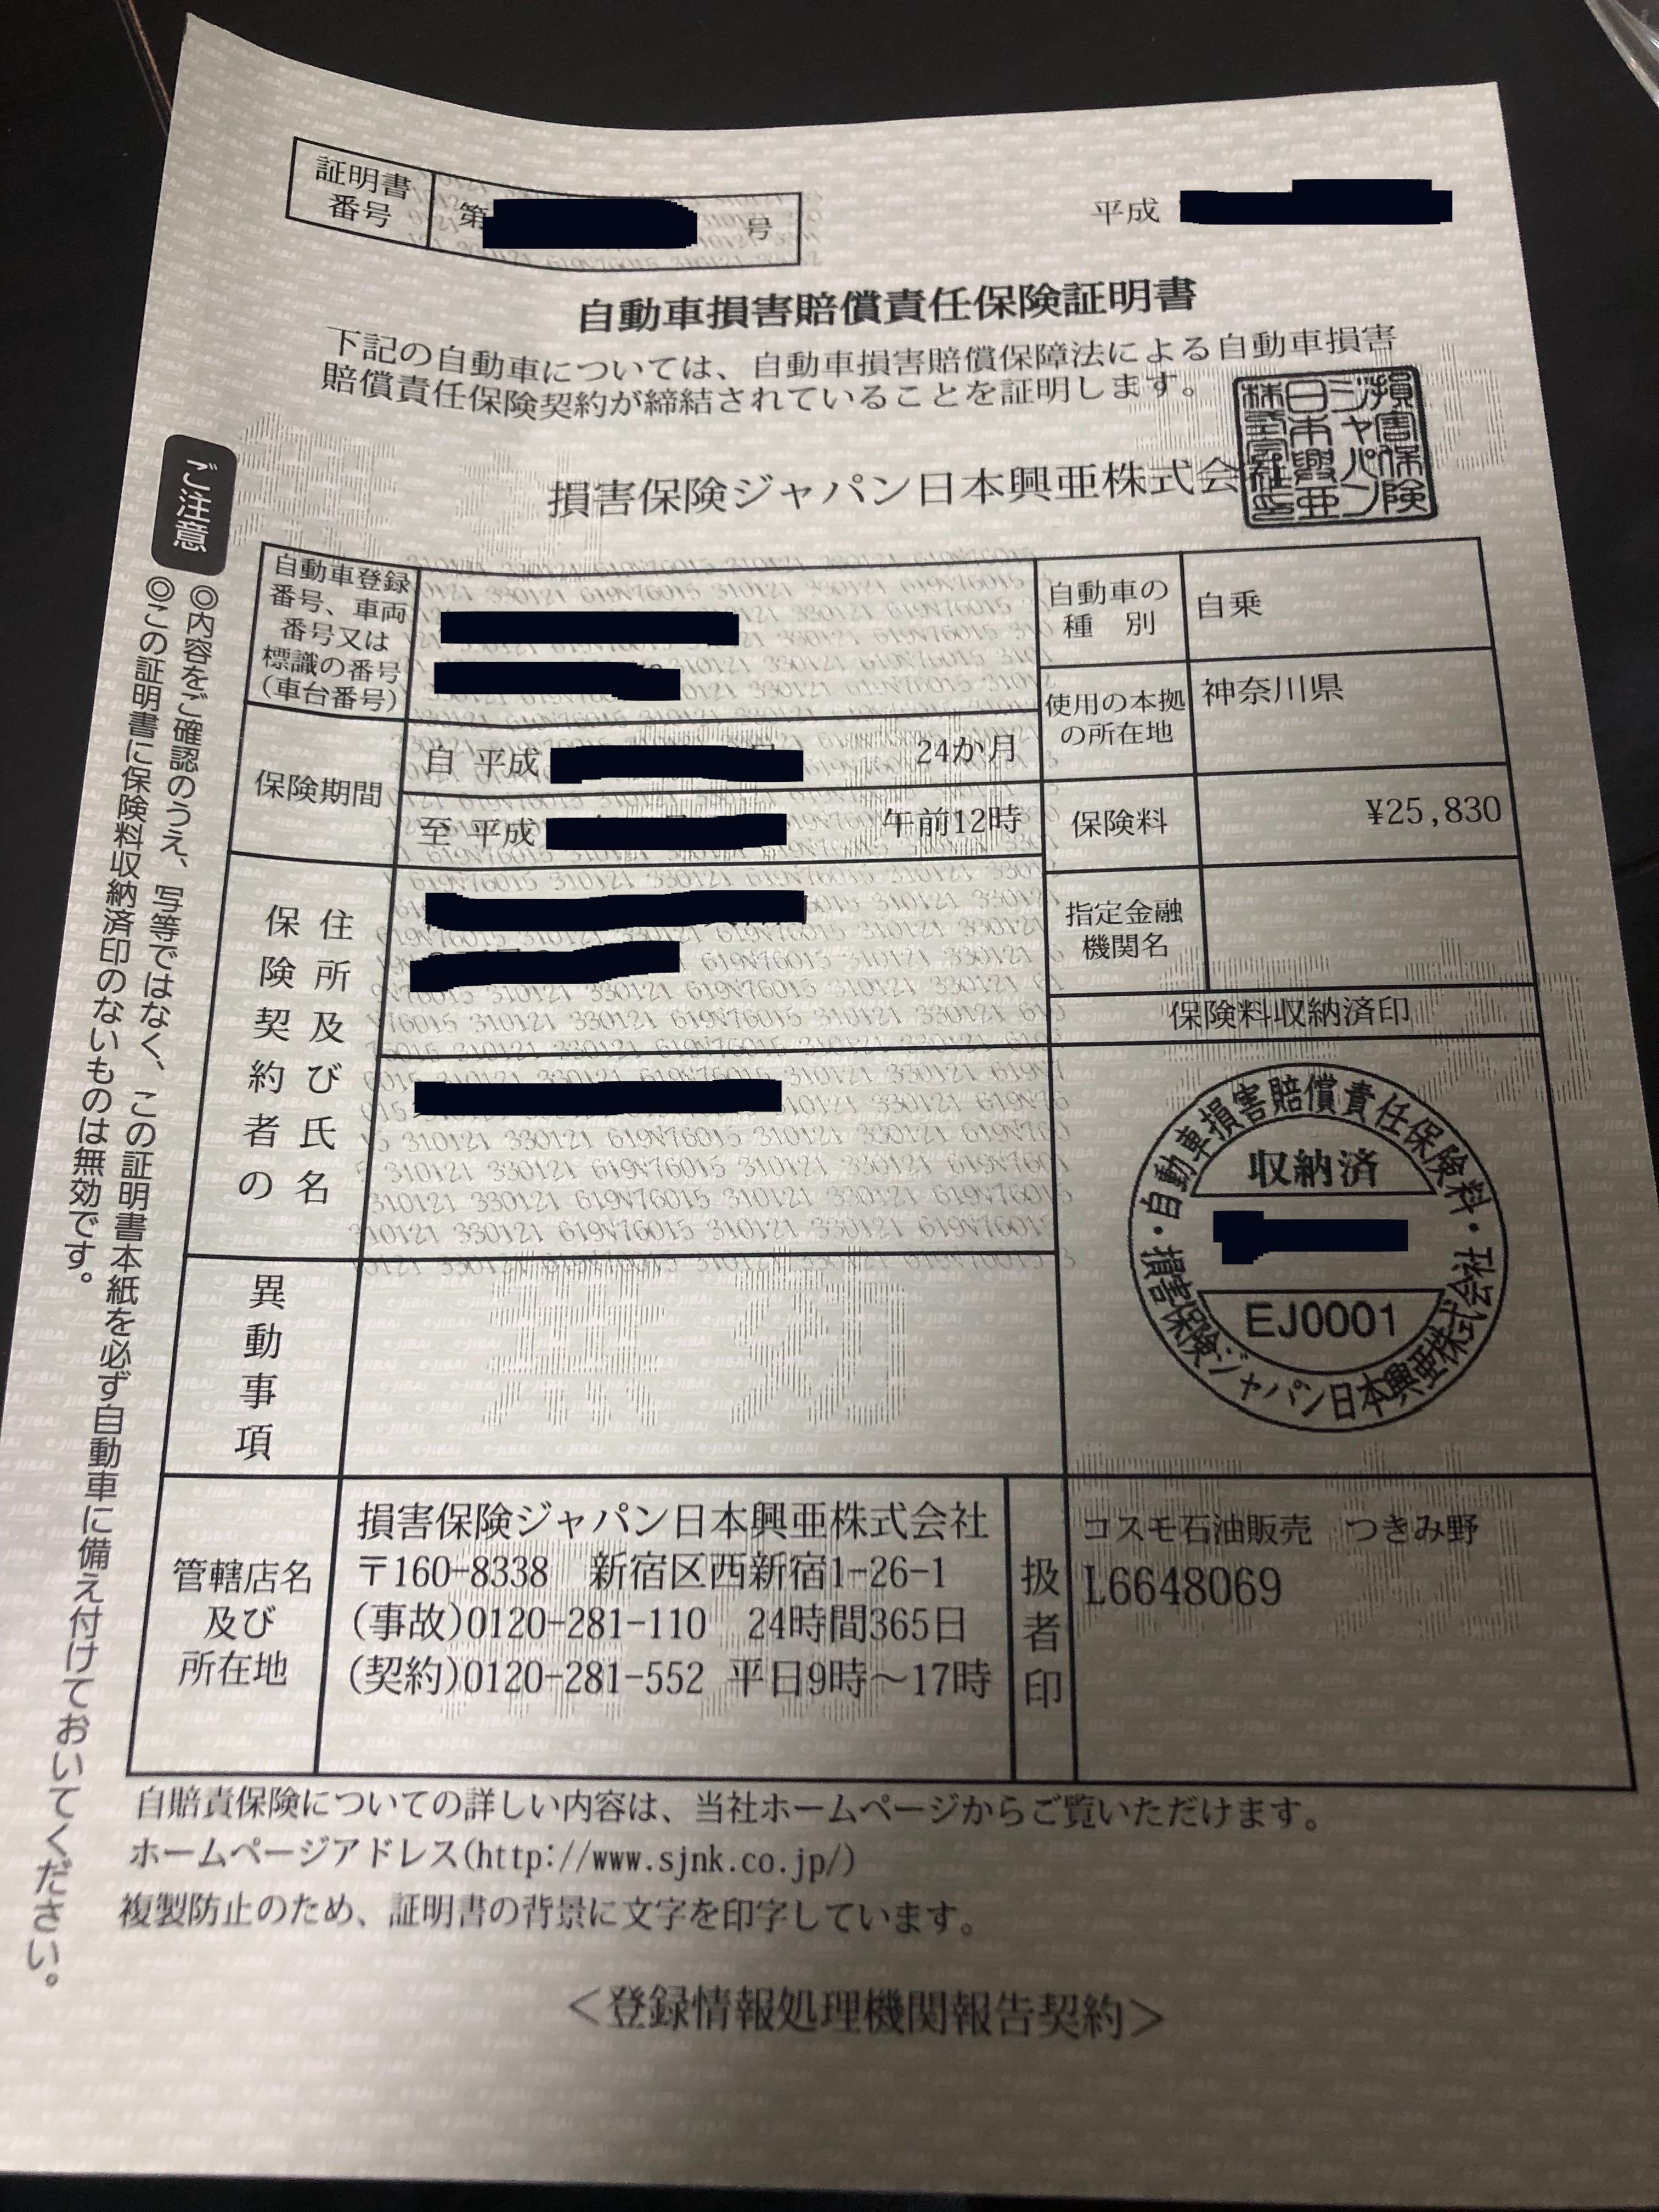 証明書
番号
第
号
平成
自動車損害賠償責任保険証明書
下記の自動車については、自動車損害賠償保障法による自動車損害
賠償責任保険契約が締結されていることを証明します。
損害保険ジャパン日本興亜株式会社
損害保険
ジャパン
日本興亜
株式会社印
ご注意
◎内容をご確認のうえ、写等ではなく、この証明書本紙を必ず自動車に備え付けておいてください。
◎この証明書に保険料収納済印のないものは無効です。
自動車登録
番号、車両
番号又は
標識の番号
(車台番号)
自動車の
種 別
自乗
使用の本拠
の所在地
神奈川県
保険期間
自 平成
24か月
至 平成
午前12時
保険料
¥25,830
指定金融
機関名
保険契約者の
住所及び氏名
保険料収納済印
・自動車損害賠償責任保険料・
収納済
EJ0001
損害保険ジャパン日本興亜株式会社
異動事項
無効
管轄店名
及び
所在地
損害保険ジャパン日本興亜株式会社
〒160-8338 新宿区西新宿1-26-1
(事故)0120-281-110 24時間365日
(契約)0120-281-552 平日9時～17時
扱者印
コスモ石油販売 つきみ野
L6648069
自賠責保険についての詳しい内容は、当社ホームページからご覧いただけます。
ホームページアドレス(http://www.sjnk.co.jp/)
複製防止のため、証明書の背景に文字を印字しています。
＜登録情報処理機関報告契約＞